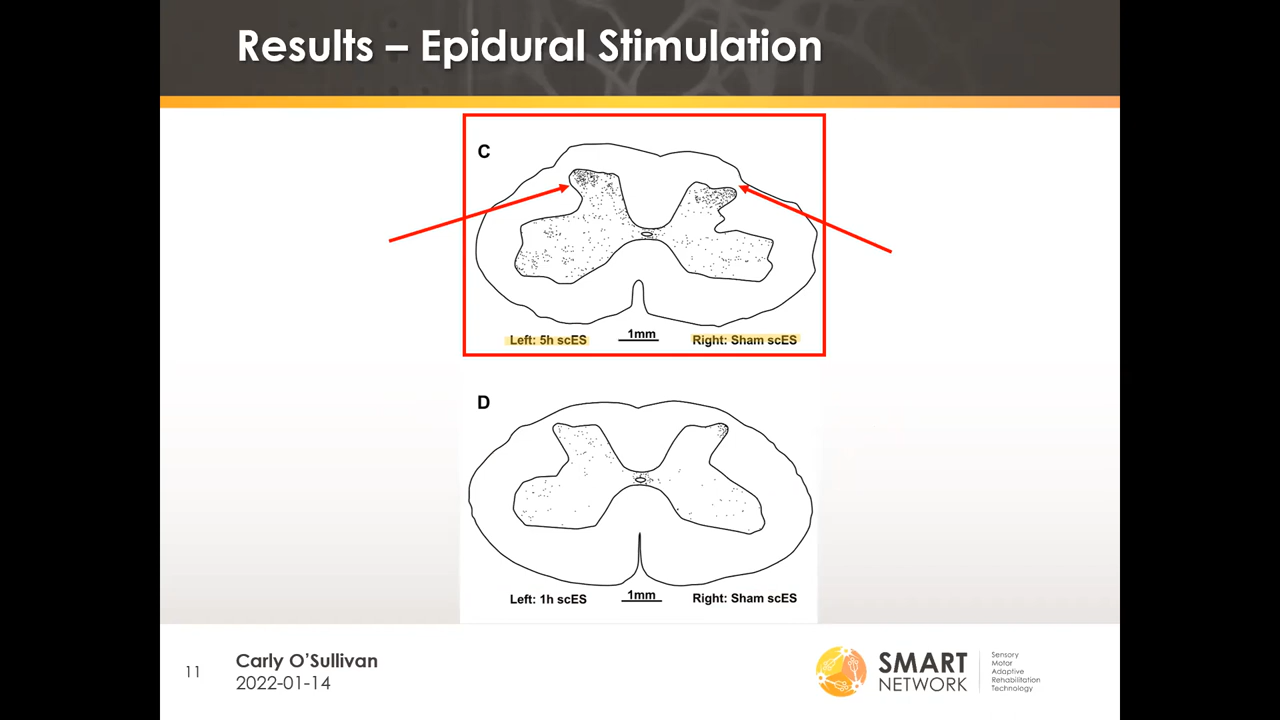 Results – Epidural Stimulation
C
Left: 5h scES
1mm
Right: Sham scES
D
Left: 1h scES
1mm
Right: Sham scES
11
Carly O'Sullivan
2022-01-14
SMART
NETWORK
Sensory
Motor
Adaptive
Rehabilitation
Technology